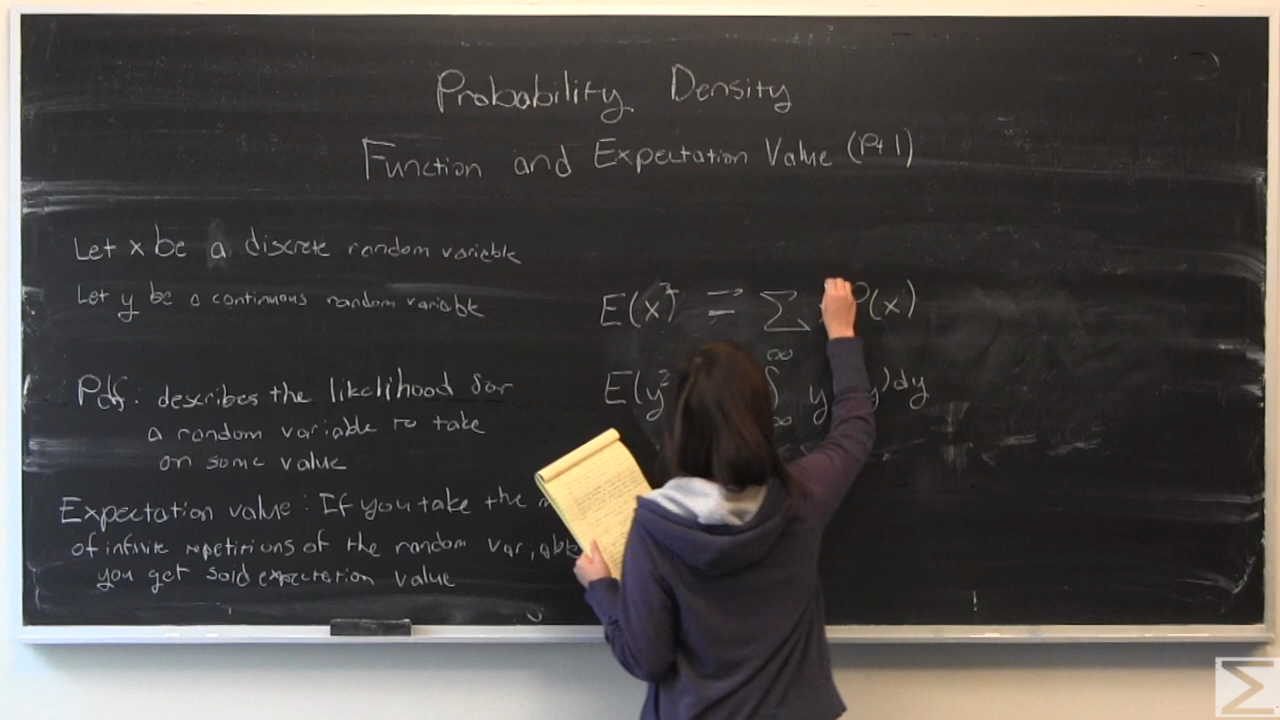 Probability Density
Function and Expectation Value (Pt 1)
Let x be a discrete random variable
Let y be a continuous random variable
Pdf: describes the likelihood for
a random variable to take
on some value
Expectation value: If you take the
of infinite repetitions of the random variable
you get said expectation value
E(x²) = ∑ P(x)
∞
E(y² ∫ y y)dy
∞
Σ